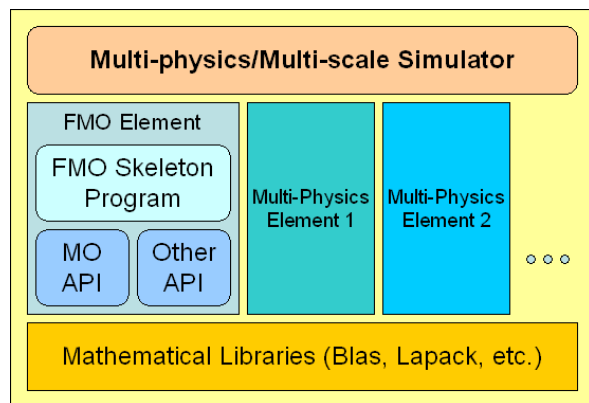 Multi-physics/Multi-scale Simulator
FMO Element
FMO Skeleton
Program
MO
API
Other
API
Multi-Physics
Element 1
Multi-Physics
Element 2
Mathematical Libraries (Blas, Lapack, etc.)